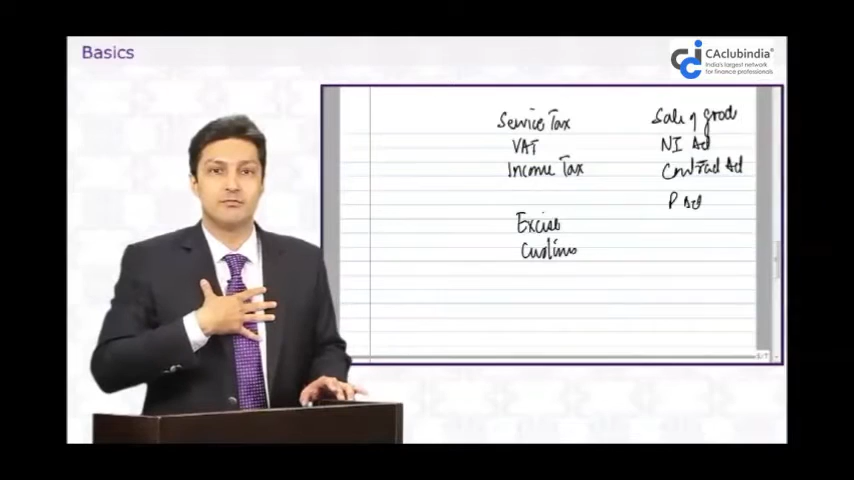 Basics
CAclubindia®
India's largest network
for finance professionals
Service Tax
VAT
Income Tax
Excise
Customs
Sale of good
NI Act
Contract Act
P Act